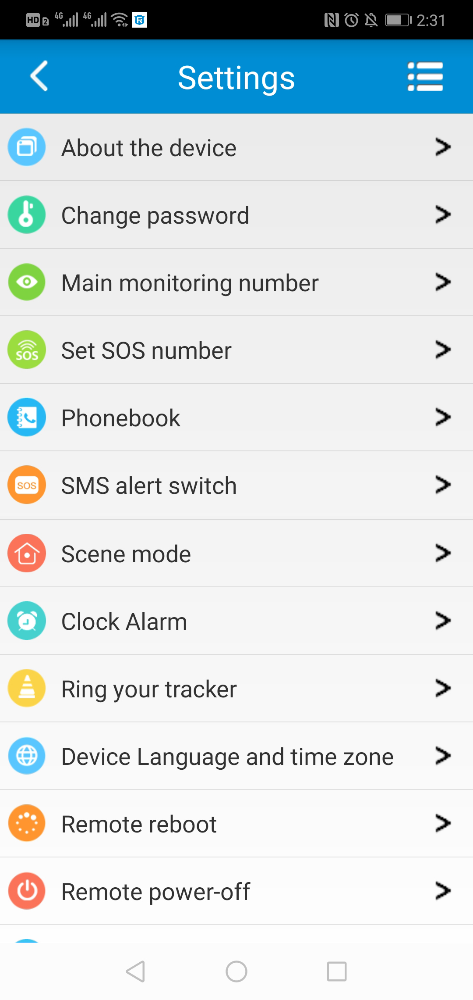 HD 2 4G 4G 2:31
Settings
About the device
Change password
Main monitoring number
SOS
Set SOS number
Phonebook
SOS
SMS alert switch
Scene mode
Clock Alarm
Ring your tracker
Device Language and time zone
Remote reboot
Remote power-off